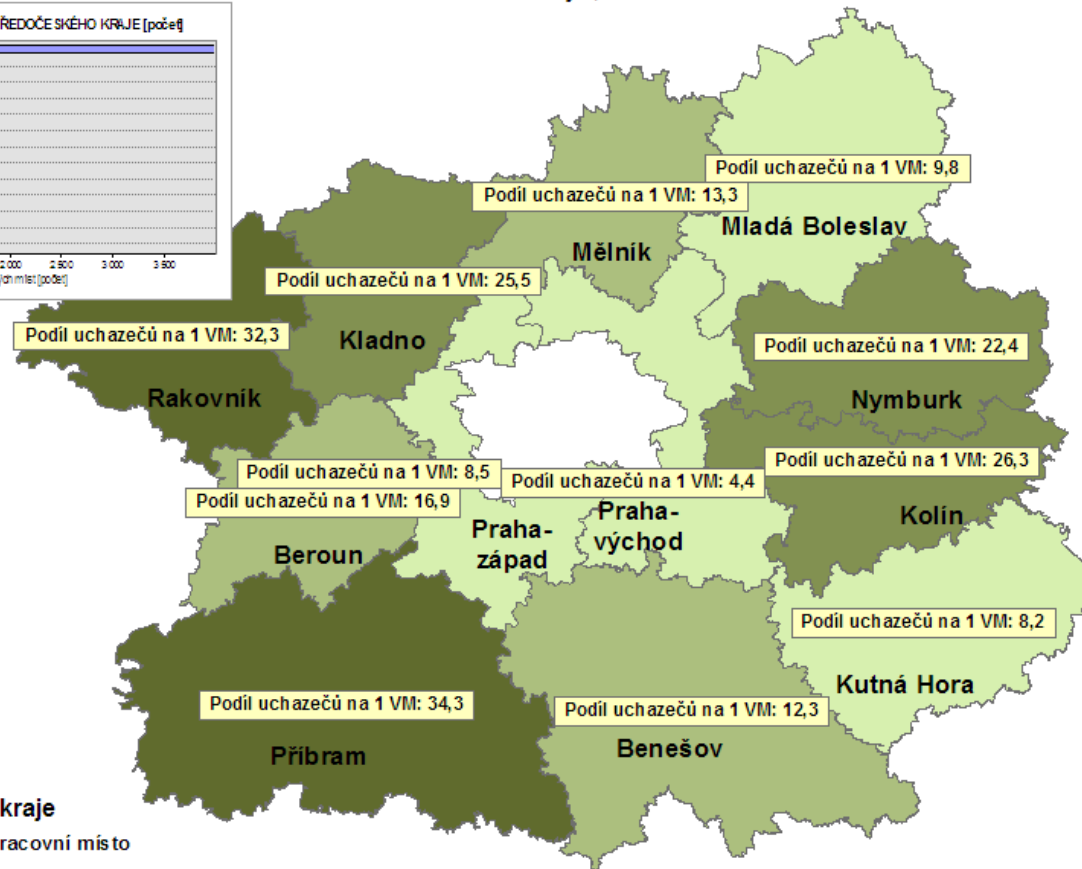 ŘEDOČESKÉHO KRAJE [počet]
2 000 2 500 3 000 3 500
ých míst [počet]
Podíl uchazečů na 1 VM: 9,8
Mladá Boleslav
Podíl uchazečů na 1 VM: 13,3
Mělník
Podíl uchazečů na 1 VM: 25,5
Kladno
Podíl uchazečů na 1 VM: 32,3
Rakovník
Podíl uchazečů na 1 VM: 22,4
Nymburk
Podíl uchazečů na 1 VM: 26,3
Kolín
Podíl uchazečů na 1 VM: 8,5
Podíl uchazečů na 1 VM: 16,9
Beroun
Podíl uchazečů na 1 VM: 4,4
Praha-
západ
Praha-
východ
Podíl uchazečů na 1 VM: 8,2
Kutná Hora
Podíl uchazečů na 1 VM: 34,3
Příbram
Podíl uchazečů na 1 VM: 12,3
Benešov
kraje
racovní místo